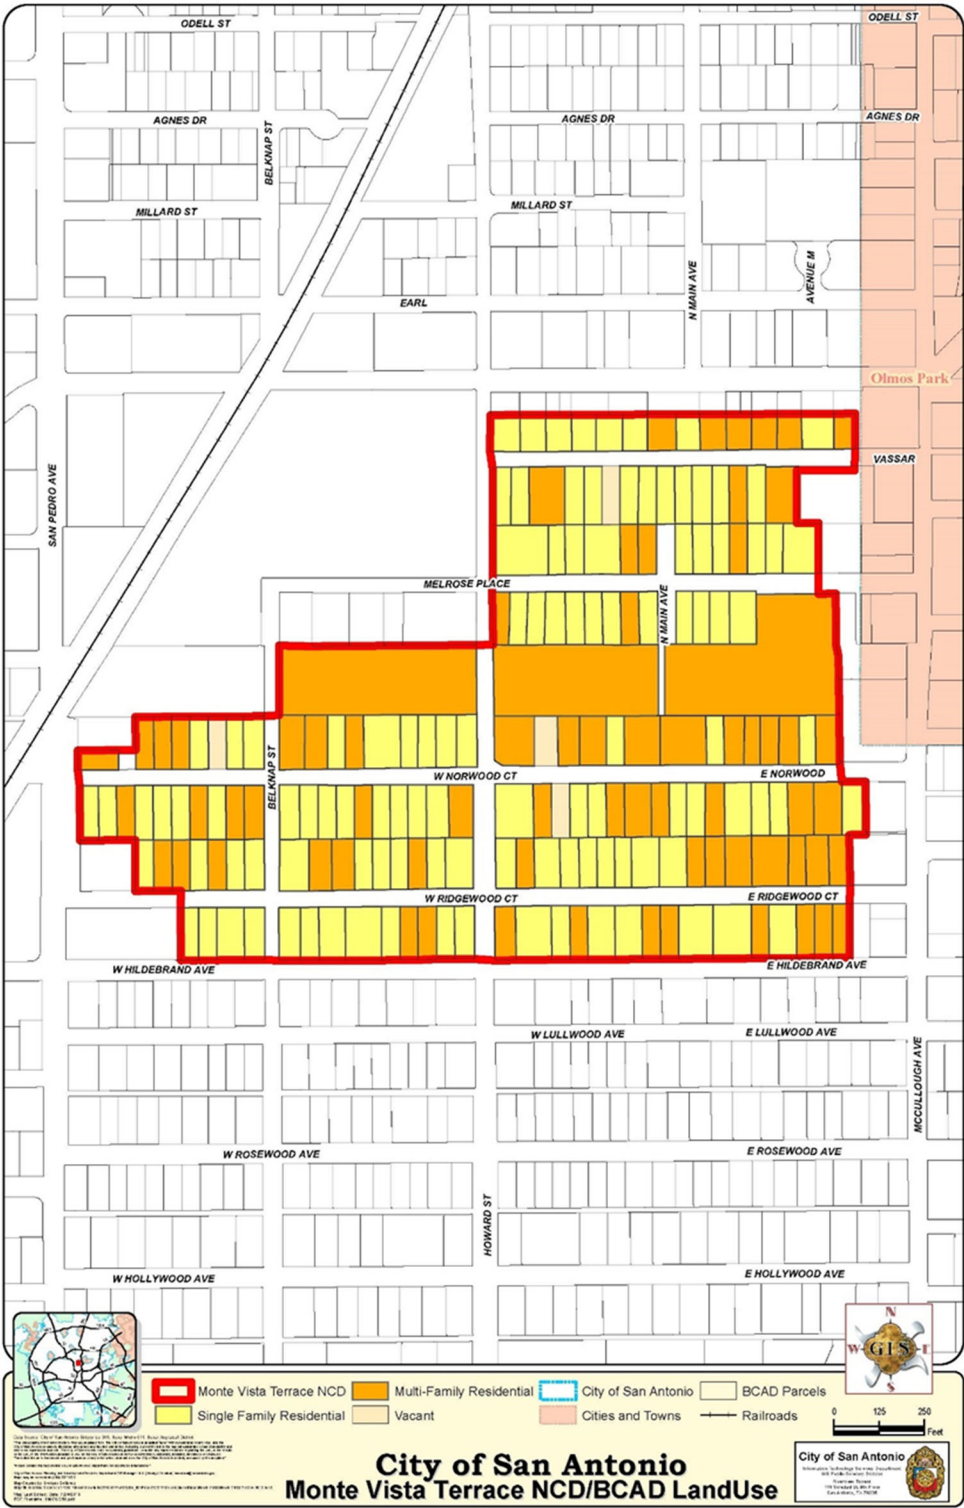 ODELL ST
ODELL ST
AGNES DR
AGNES DR
AGNES DR
BELKNAP ST
MILLARD ST
MILLARD ST
N MAIN AVE
AVENUE M
EARL
Olmos Park
VASSAR
SAN PEDRO AVE
MELROSE PLACE
N MAIN AVE
BELKNAP ST
W NORWOOD CT
E NORWOOD
W RIDGEWOOD CT
E RIDGEWOOD CT
W HILDEBRAND AVE
E HILDEBRAND AVE
W LULLWOOD AVE
E LULLWOOD AVE
MCCULLOUGH AVE
W ROSEWOOD AVE
E ROSEWOOD AVE
HOWARD ST
W HOLLYWOOD AVE
E HOLLYWOOD AVE
N
W GIS E
S
Monte Vista Terrace NCD
Multi-Family Residential
City of San Antonio
BCAD Parcels
Single Family Residential
Vacant
Cities and Towns
Railroads
0 125 250
Feet
City of San Antonio
Monte Vista Terrace NCD/BCAD LandUse
City of San Antonio